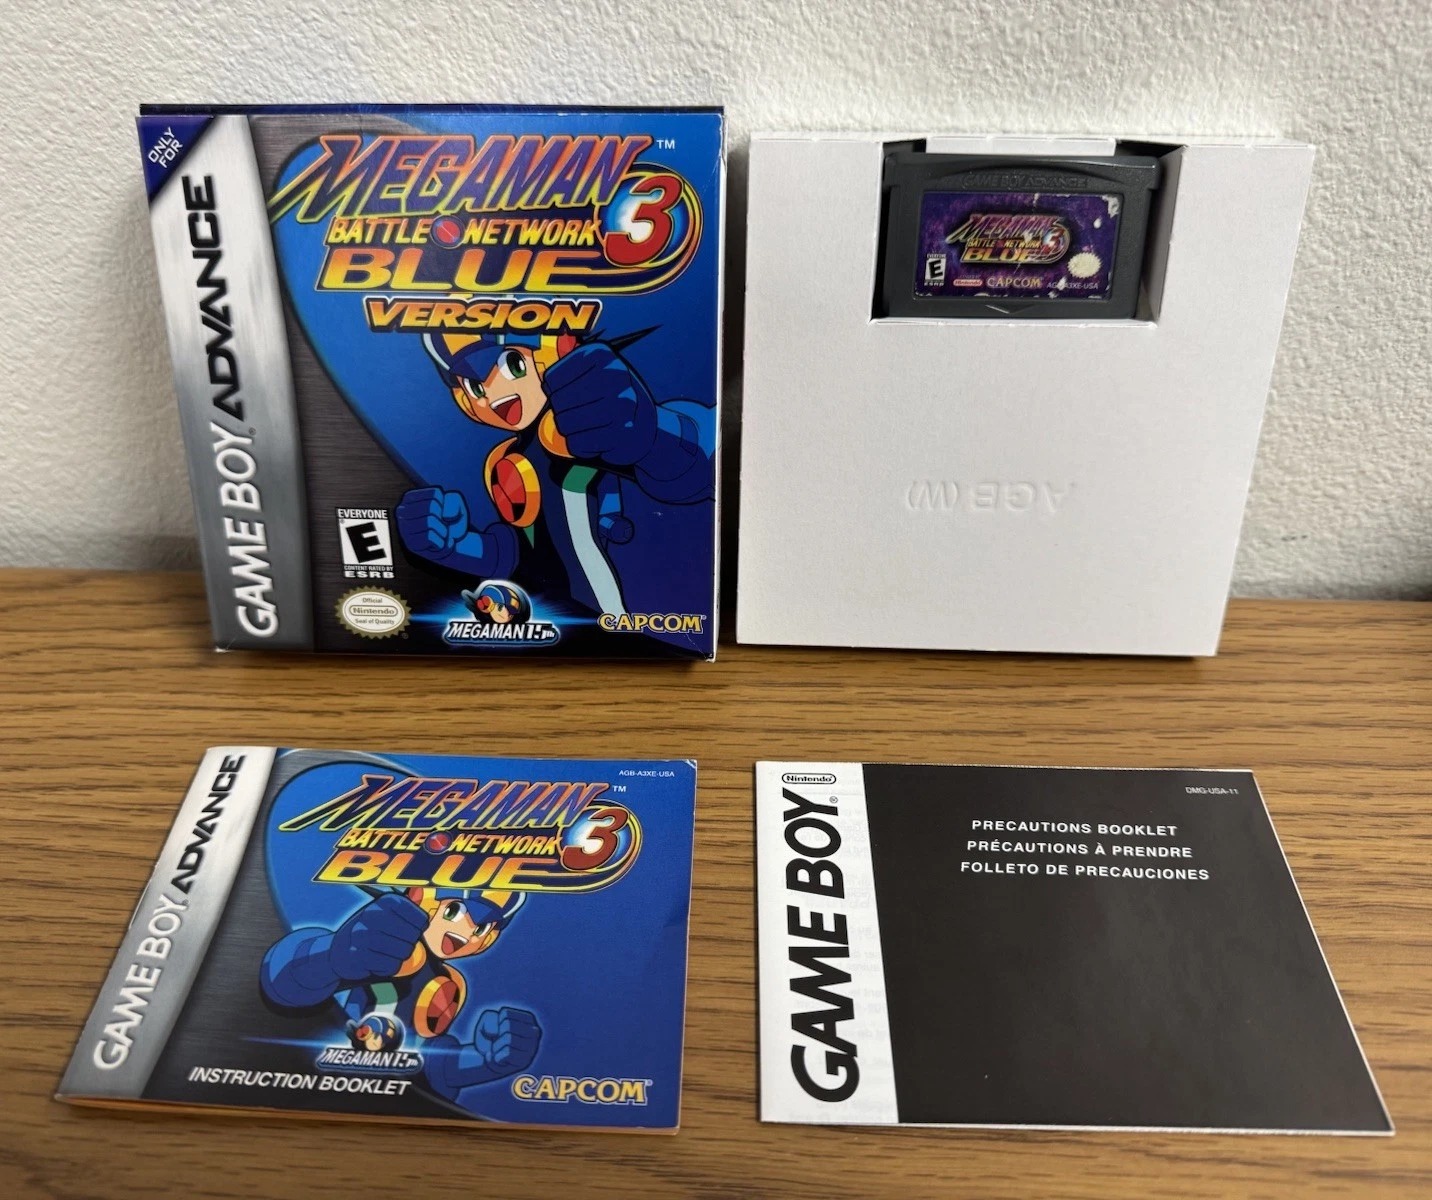 ONLY
FOR
GAME BOY ADVANCE
MEGAMAN™
BATTLE NETWORK 3
BLUE
VERSION
EVERYONE
E
CONTENT RATED BY
ESRB
Official
Nintendo
Seal of Quality
MEGAMAN 15th
CAPCOM
GAME BOY ADVANCE
MEGAMAN
BATTLE NETWORK 3
BLUE
EVERYONE
E
ESRB
Nintendo
CAPCOM
AGB-A3XE-USA
AGB (W)
GAME BOY ADVANCE
AGB-A3XE-USA
MEGAMAN™
BATTLE NETWORK 3
BLUE
MEGAMAN 15th
INSTRUCTION BOOKLET
CAPCOM®
Nintendo
GAME BOY®
DMG-USA-11
PRECAUTIONS BOOKLET
PRÉCAUTIONS À PRENDRE
FOLLETO DE PRECAUCIONES